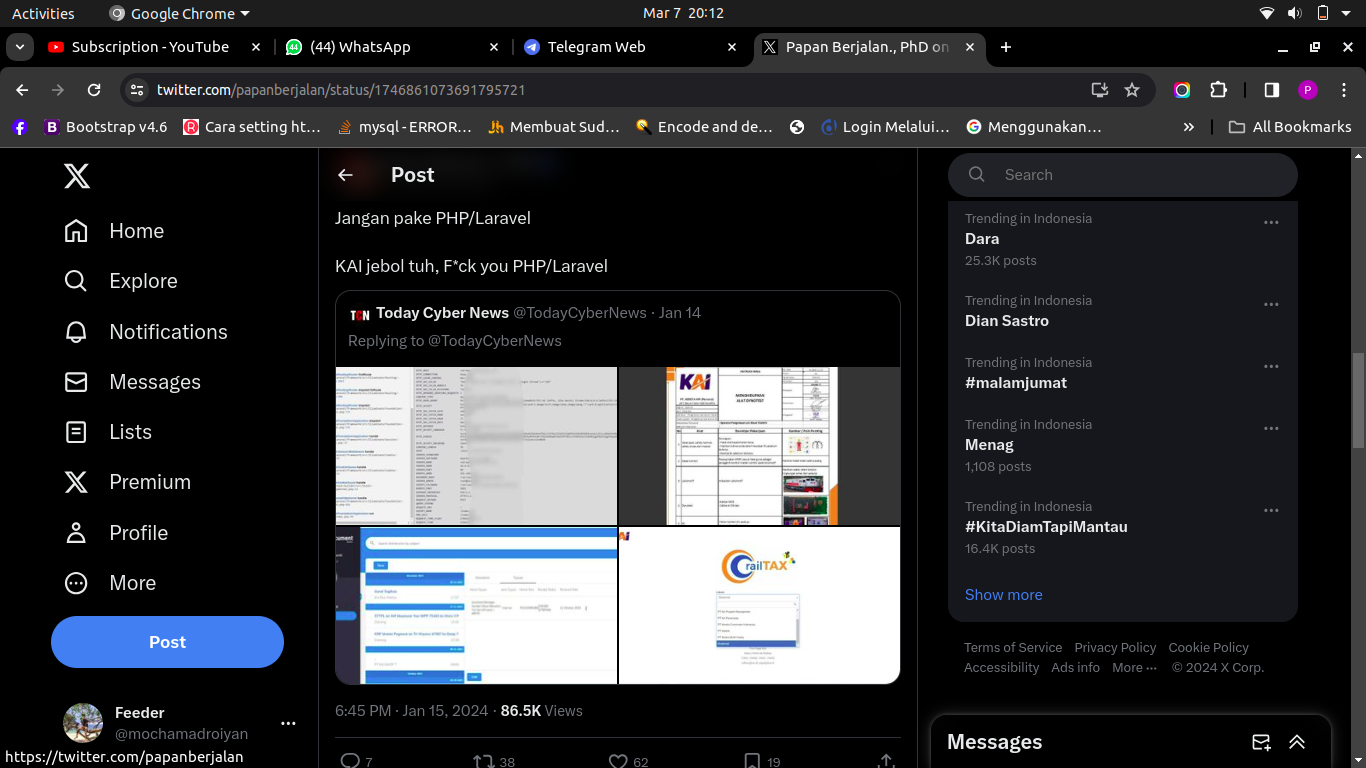 Activities
Google Chrome
Mar 7 20:12
Subscription - YouTube
(44) WhatsApp
Telegram Web
Papan Berjalan., PhD on
twitter.com/papanberjalan/status/1746861073691795721
P
Bootstrap v4.6
Cara setting ht…
mysql - ERROR…
Membuat Sud…
Encode and de…
Login Melalui…
Menggunakan…
All Bookmarks
Post
Search
Home
Explore
Notifications
Messages
Lists
Premium
Profile
More
Post
Feeder
@mochamadroiyan
https://twitter.com/papanberjalan
Jangan pake PHP/Laravel
KAI jebol tuh, F*ck you PHP/Laravel
TCN
Today Cyber News @TodayCyberNews · Jan 14
Replying to @TodayCyberNews
KAI
railTAX
6:45 PM · Jan 15, 2024 · 86.5K Views
7
38
62
19
Trending in Indonesia
Dara
25.3K posts
Trending in Indonesia
Dian Sastro
Trending in Indonesia
#malamjumat
Trending in Indonesia
Menag
1,108 posts
Trending in Indonesia
#KitaDiamTapiMantau
16.4K posts
Show more
Terms of Service Privacy Policy Cookie Policy
Accessibility Ads info More ··· © 2024 X Corp.
Messages